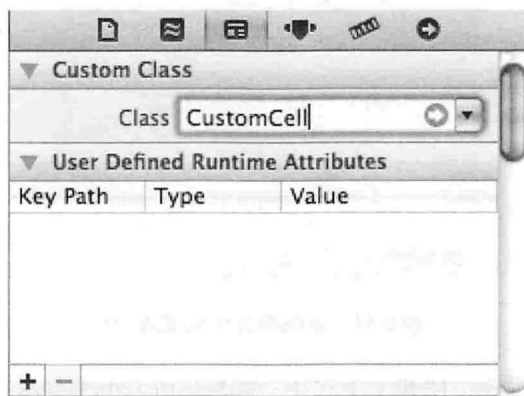 Custom Class
Class CustomCell
User Defined Runtime Attributes
Key Path Type Value